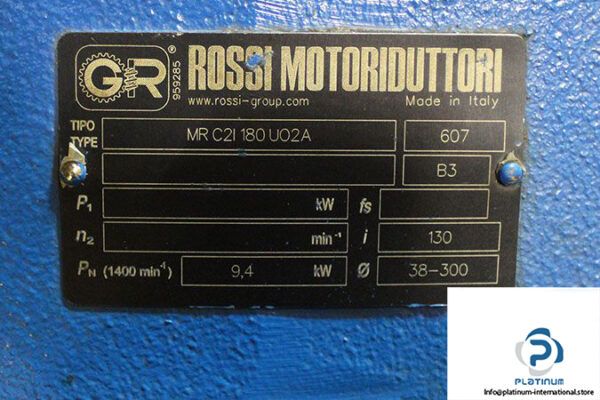 GR ® 959285 ROSSI MOTORIDUTTORI
www.rossi-group.com Made in Italy
TIPO
TYPE MR C2I 180 UO2A 607
B3
P1 kW fs
n2 min-1 i 130
PN (1400 min-1) 9,4 kW Ø 38-300
PLATINUM
Info@platinum-international.store